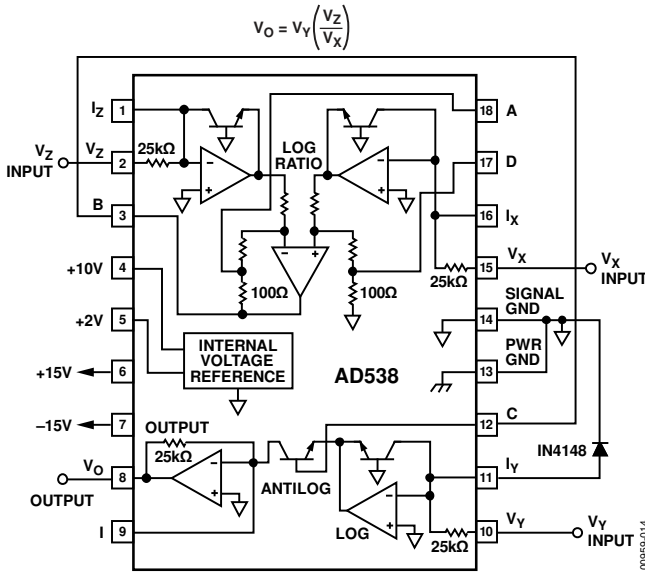 V_O = V_Y (V_Z / V_X)
I_Z 1
V_Z INPUT
V_Z 2 25kΩ
B 3
+10V 4
+2V 5
+15V 6
–15V 7
V_O 8
OUTPUT
I 9
LOG RATIO
100Ω
100Ω
INTERNAL VOLTAGE REFERENCE
AD538
OUTPUT
25kΩ
ANTILOG
LOG
25kΩ
18 A
17 D
16 I_X
25kΩ
15 V_X
V_X INPUT
SIGNAL GND
14
PWR GND
13
12 C
IN4148
11 I_Y
10 V_Y
V_Y INPUT
00959-014